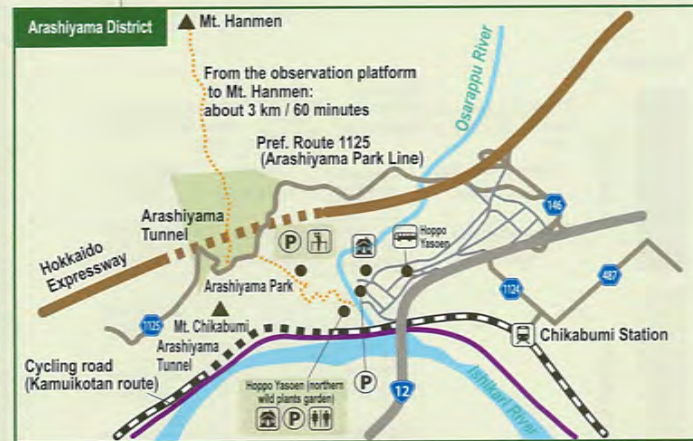 Arashiyama District
Mt. Hanmen
From the observation platform
to Mt. Hanmen:
about 3 km / 60 minutes
Osarappu River
Pref. Route 1125
(Arashiyama Park Line)
Arashiyama
Tunnel
146
P
Hoppo
Yasoen
Hokkaido
Expressway
Arashiyama Park
1124
487
1125
Mt. Chikabumi
Arashiyama
Tunnel
Chikabumi Station
Cycling road
(Kamuikotan route)
Hoppo Yasoen (northern
wild plants garden)
P
P
12
Ishikari River